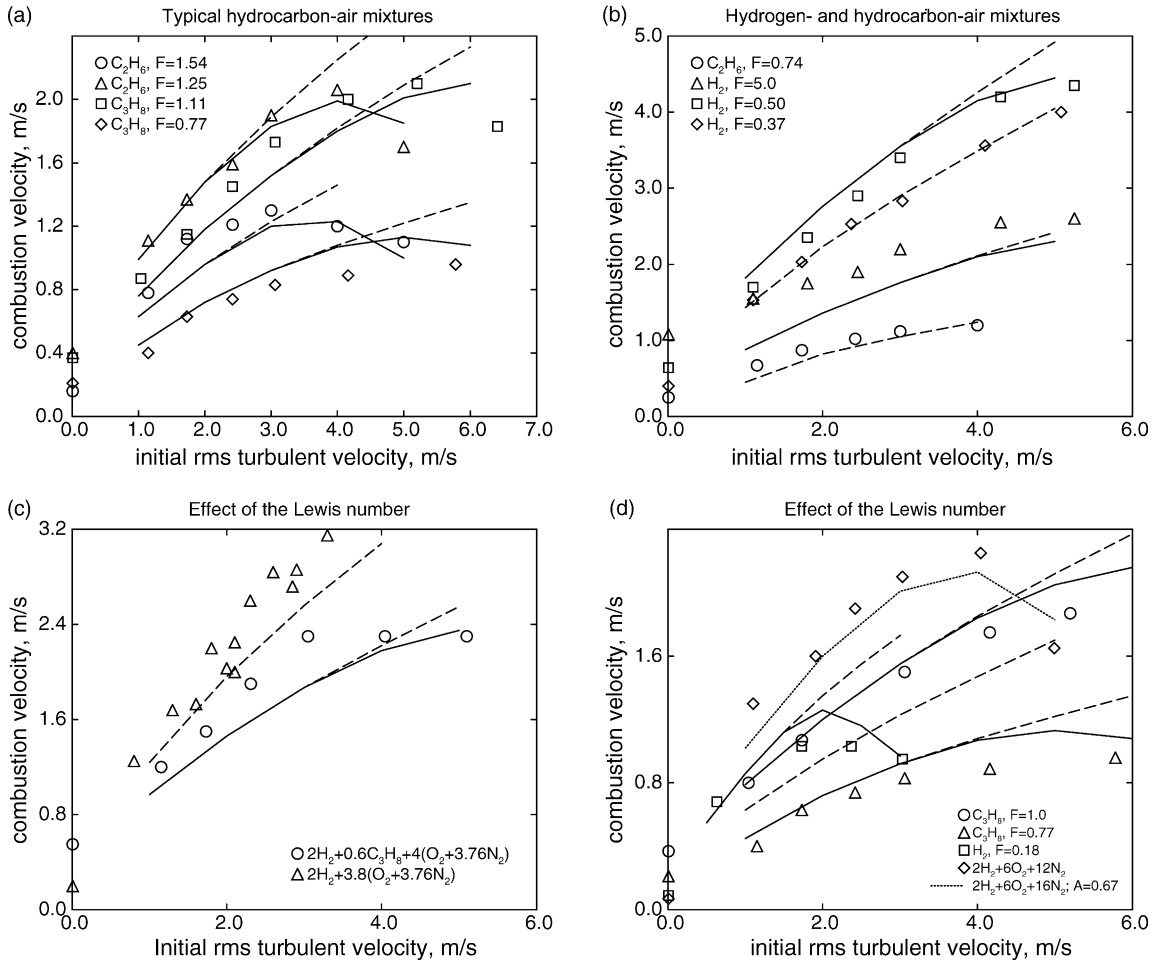 (a)
Typical hydrocarbon-air mixtures
C₂H₆, F=1.54
C₂H₆, F=1.25
C₃H₈, F=1.11
C₃H₈, F=0.77
combustion velocity, m/s
2.0
1.6
1.2
0.8
0.4
0.0
0.0 1.0 2.0 3.0 4.0 5.0 6.0 7.0
initial rms turbulent velocity, m/s
(b)
Hydrogen- and hydrocarbon-air mixtures
C₂H₆, F=0.74
H₂, F=5.0
H₂, F=0.50
H₂, F=0.37
combustion velocity, m/s
5.0
4.0
3.0
2.0
1.0
0.0
0.0 2.0 4.0 6.0
initial rms turbulent velocity, m/s
(c)
Effect of the Lewis number
combustion velocity, m/s
3.2
2.4
1.6
0.8
0.0
2H₂+0.6C₃H₈+4(O₂+3.76N₂)
2H₂+3.8(O₂+3.76N₂)
0.0 2.0 4.0 6.0
Initial rms turbulent velocity, m/s
(d)
Effect of the Lewis number
combustion velocity, m/s
1.6
0.8
0.0
C₃H₈, F=1.0
C₃H₈, F=0.77
H₂, F=0.18
2H₂+6O₂+12N₂
2H₂+6O₂+16N₂; A=0.67
0.0 2.0 4.0 6.0
initial rms turbulent velocity, m/s